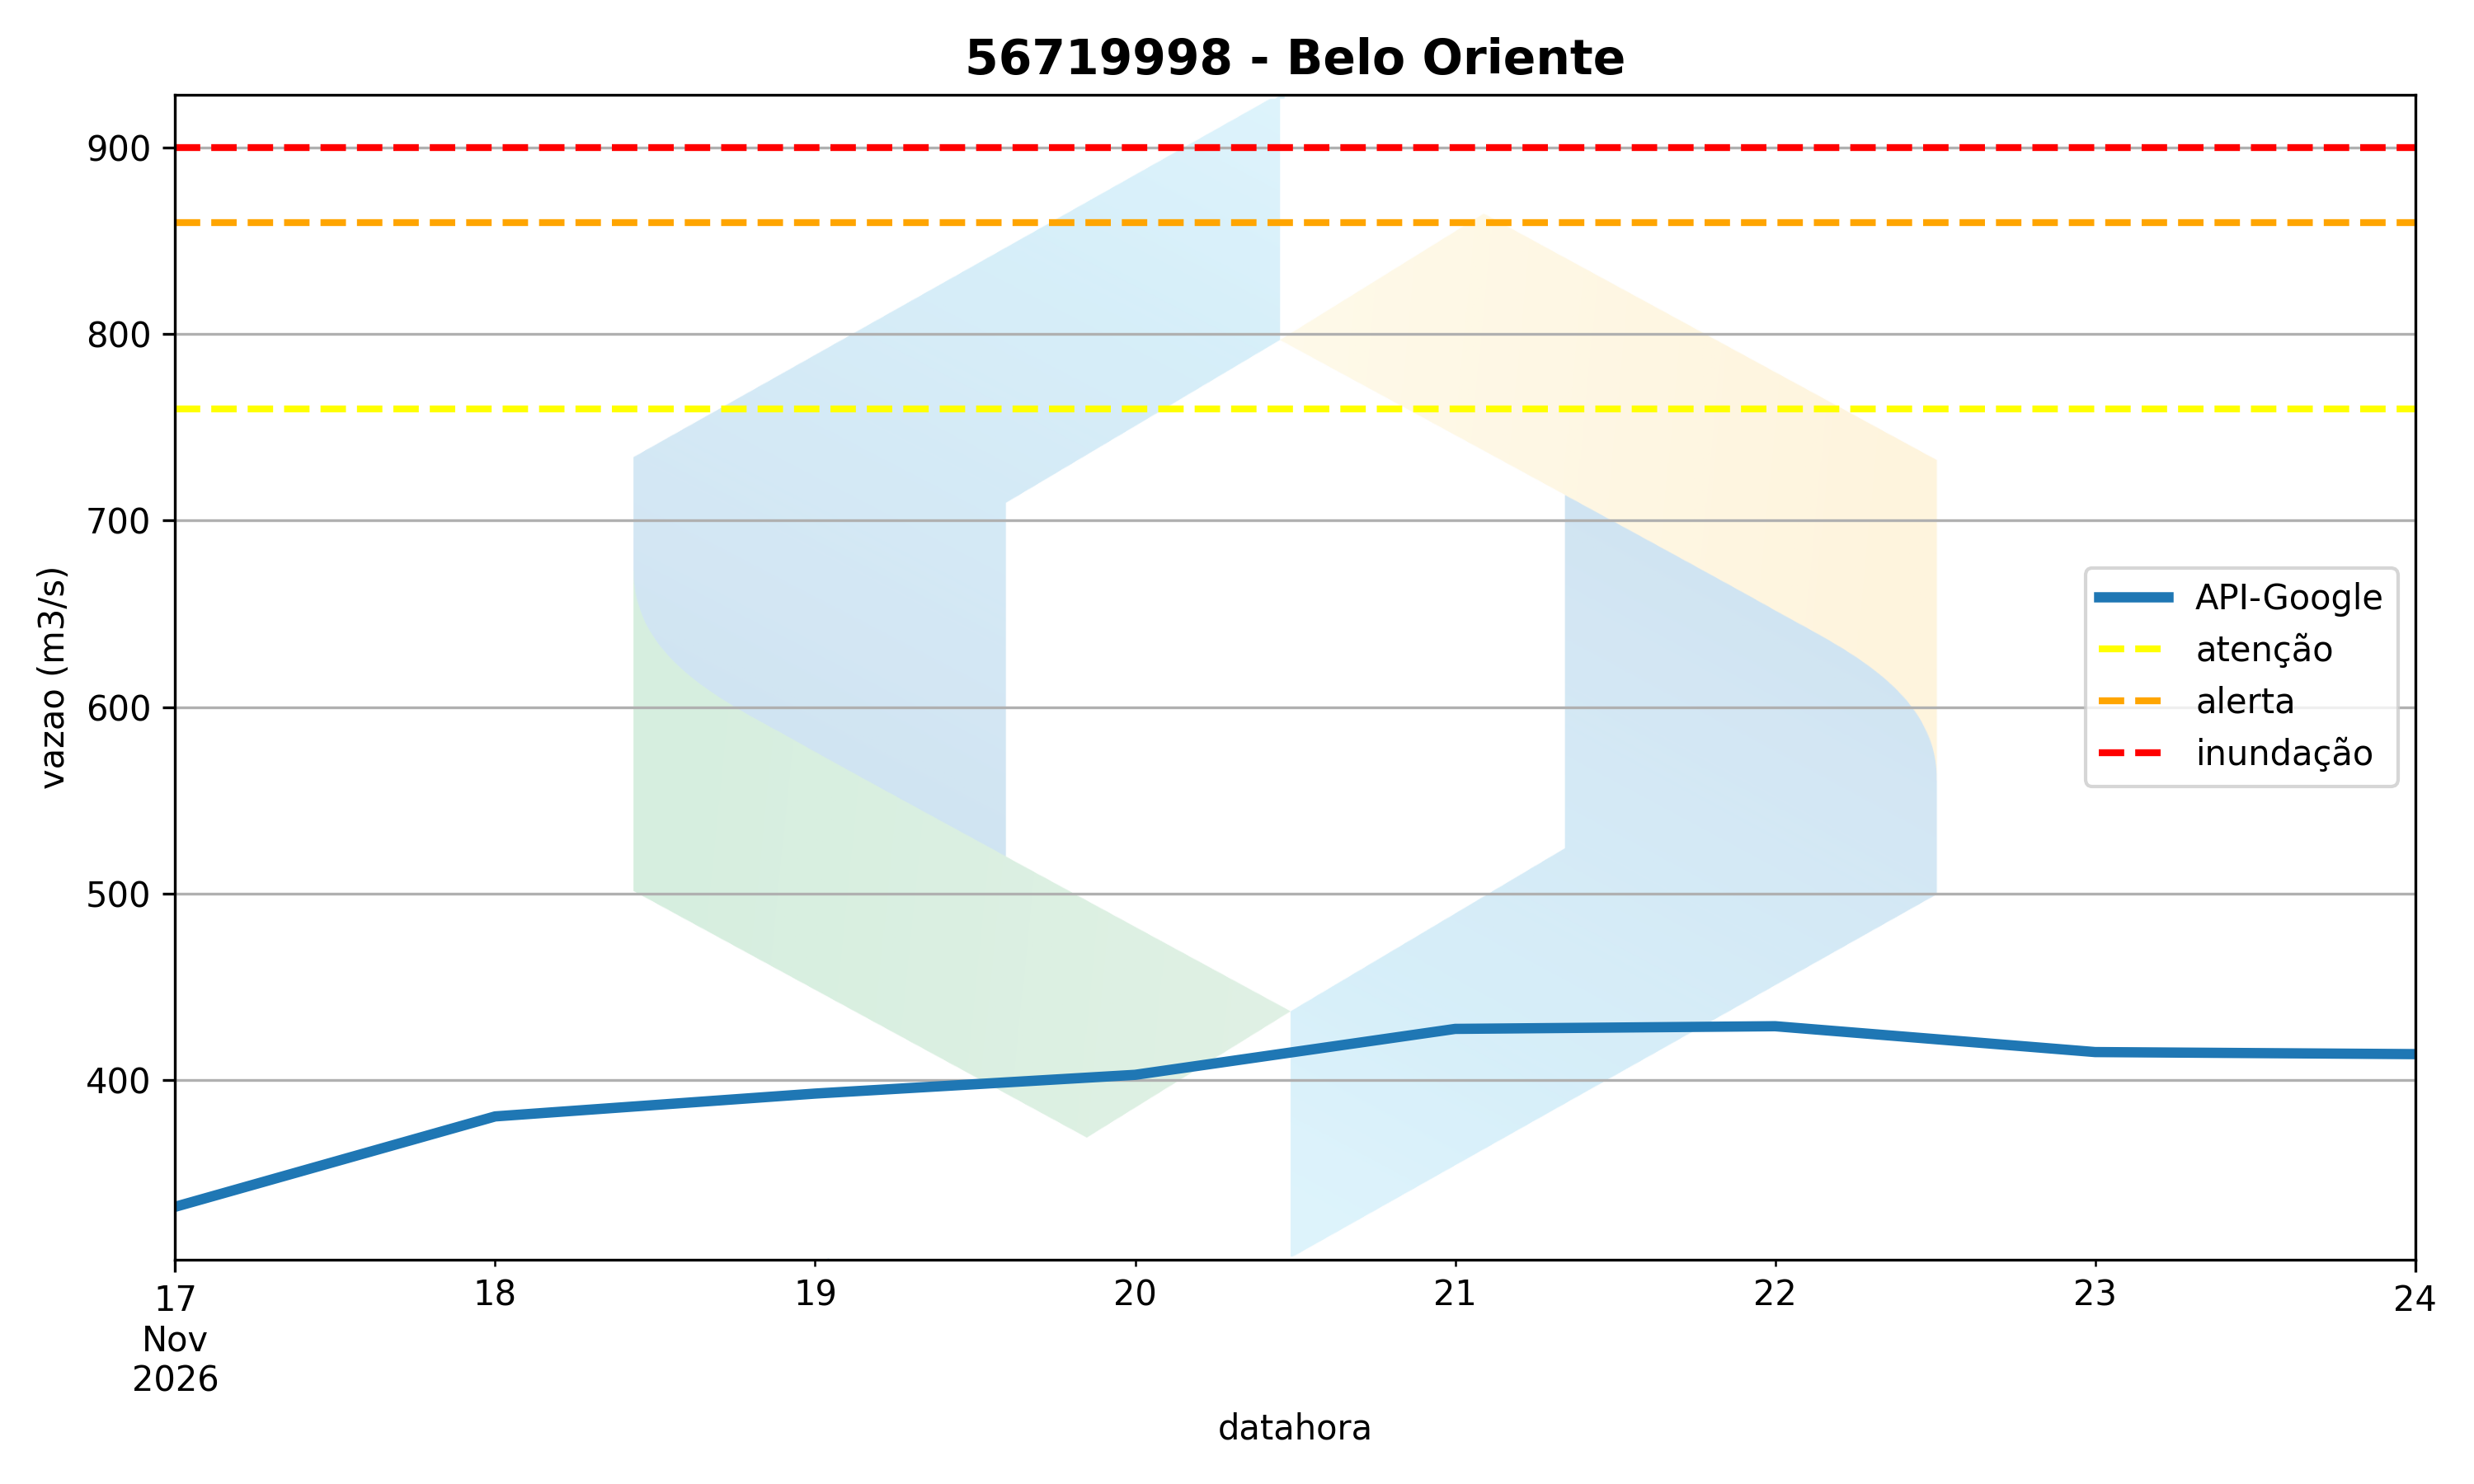 56719998 - Belo Oriente
900
800
700
600
500
400
vazao (m3/s)
API-Google
atenção
alerta
inundação
17
Nov
2026
18
19
20
21
22
23
24
datahora